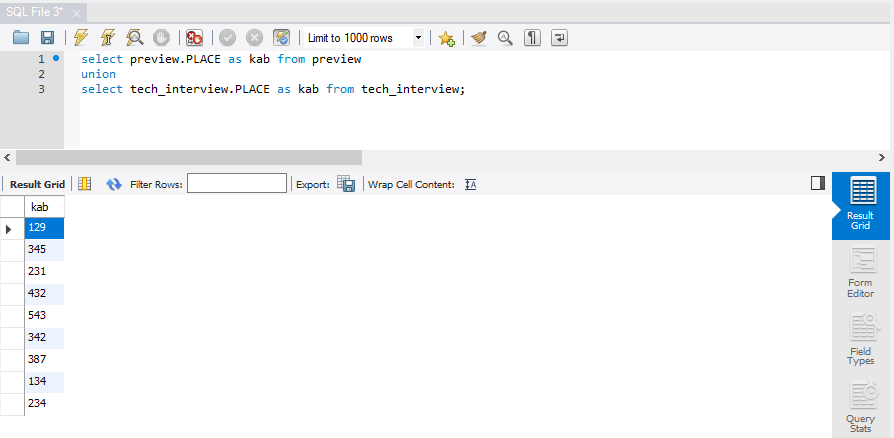 SQL File 3*
Limit to 1000 rows
1 select preview.PLACE as kab from preview
2 union
3 select tech_interview.PLACE as kab from tech_interview;
Result Grid Filter Rows: Export: Wrap Cell Content:
kab
129
345
231
432
543
342
387
134
234
Result
Grid
Form
Editor
Field
Types
Query
Stats